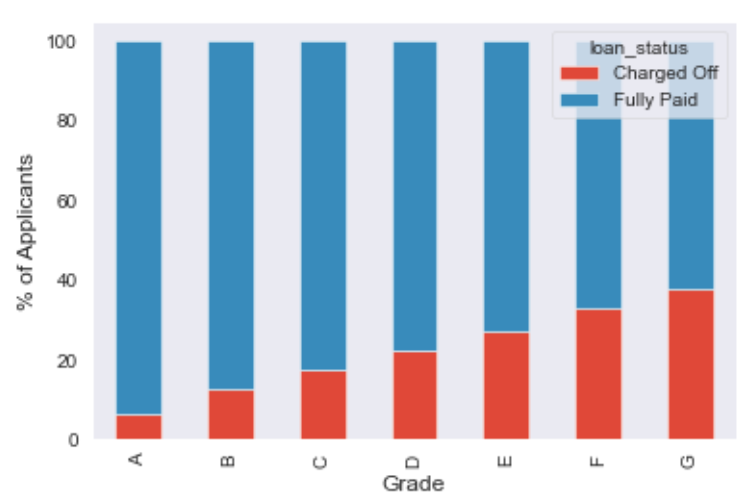 100
80
60
40
20
0
% of Applicants
loan_status
Charged Off
Fully Paid
A
B
C
D
E
F
G
Grade